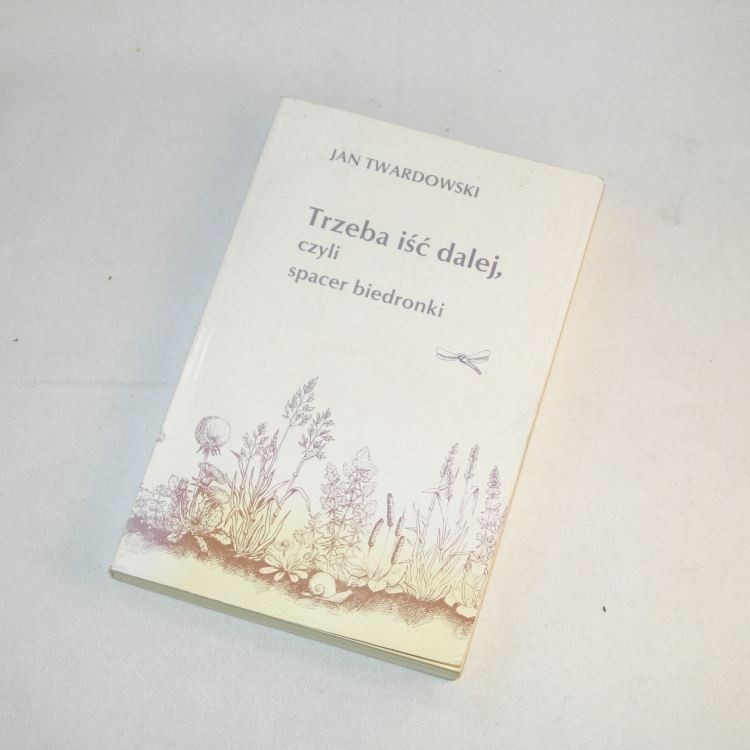 JAN TWARDOWSKI
Trzeba iść dalej,
czyli
spacer biedronki